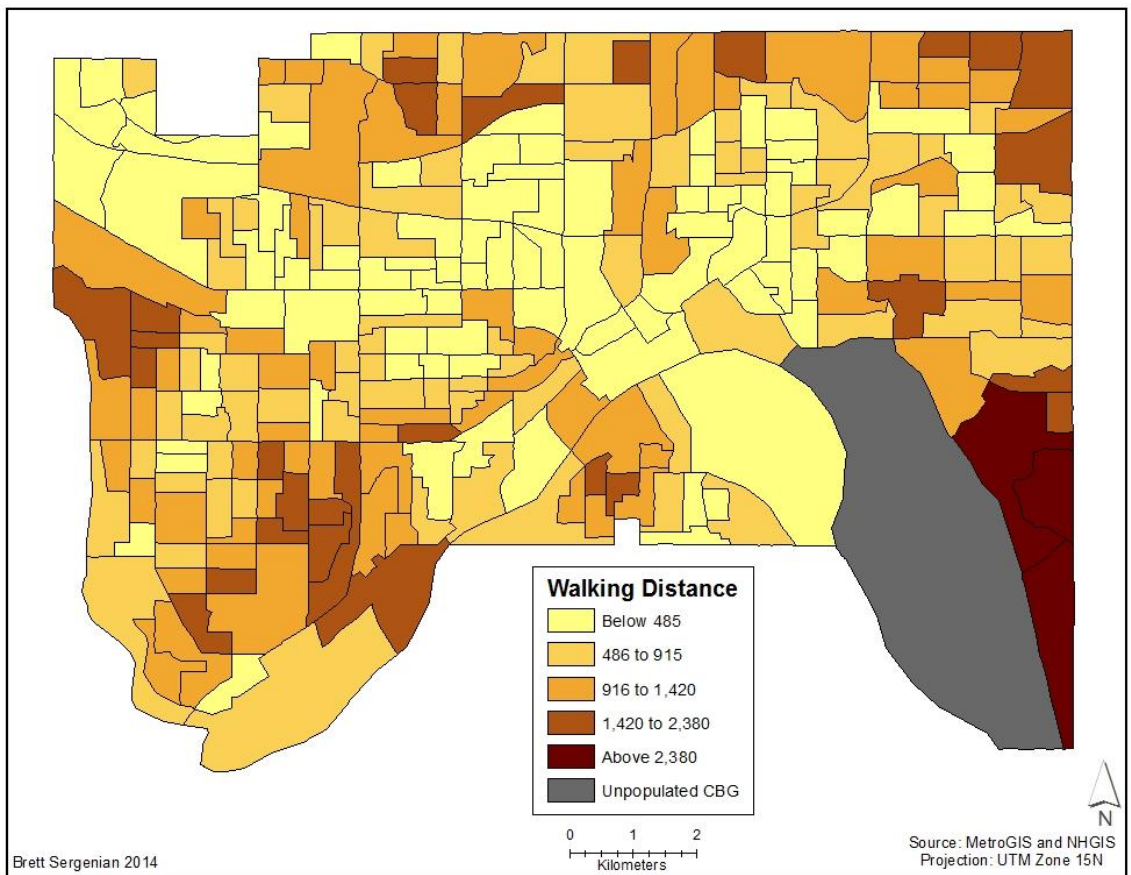 Walking Distance
Below 485
486 to 915
916 to 1,420
1,420 to 2,380
Above 2,380
Unpopulated CBG
0 1 2
Kilometers
N
Brett Sergenian 2014
Source: MetroGIS and NHGIS
Projection: UTM Zone 15N